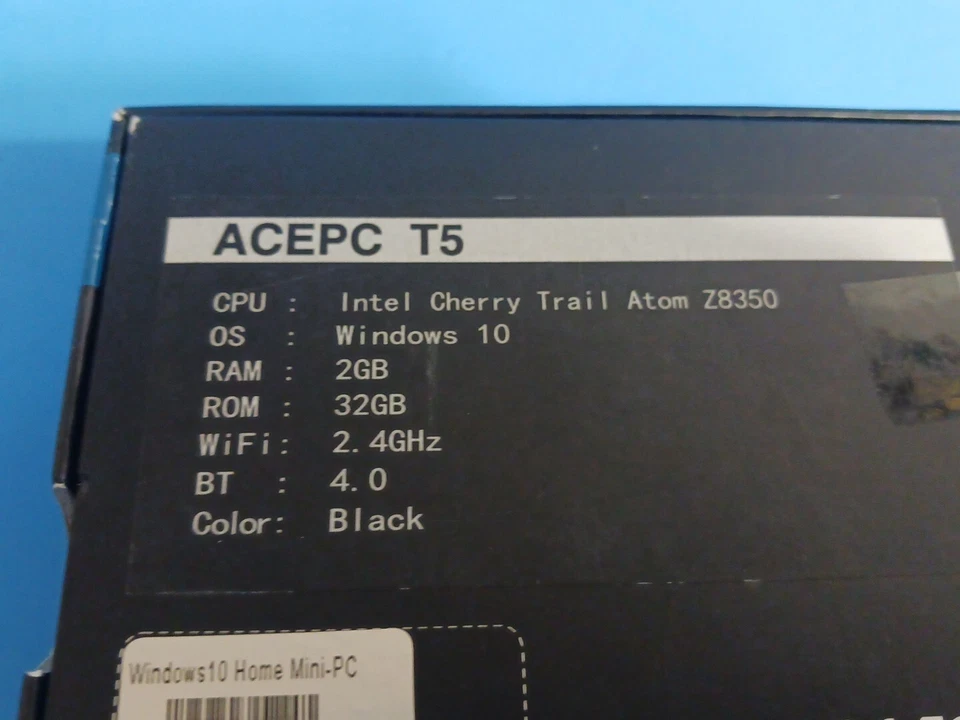 ACEPC T5
CPU : Intel Cherry Trail Atom Z8350
OS : Windows 10
RAM : 2GB
ROM : 32GB
WiFi: 2.4GHz
BT : 4.0
Color: Black
Windows10 Home Mini-PC